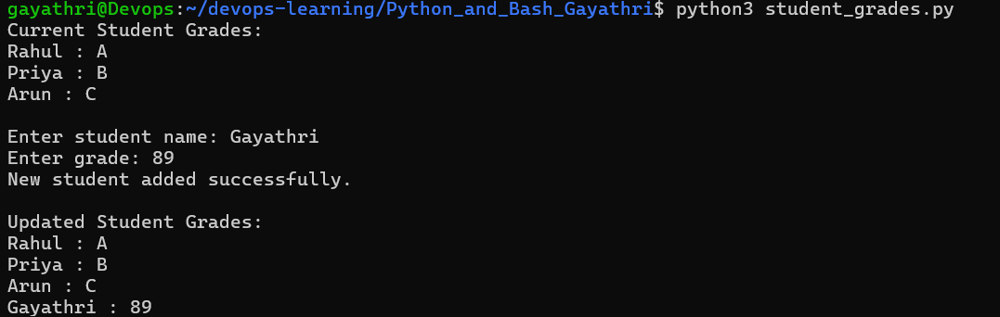 gayathri@Devops:~/devops-learning/Python_and_Bash_Gayathri$ python3 student_grades.py
Current Student Grades:
Rahul : A
Priya : B
Arun : C
Enter student name: Gayathri
Enter grade: 89
New student added successfully.
Updated Student Grades:
Rahul : A
Priya : B
Arun : C
Gayathri : 89